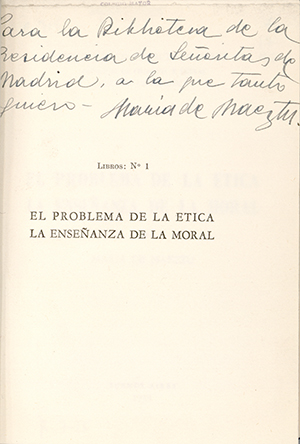 Para la Biblioteca de la
Residencia de Señoritas de
Madrid, a la que tanto
quiero - María de Maeztu.
Libros: Nº 1
EL PROBLEMA DE LA ETICA
LA ENSEÑANZA DE LA MORAL